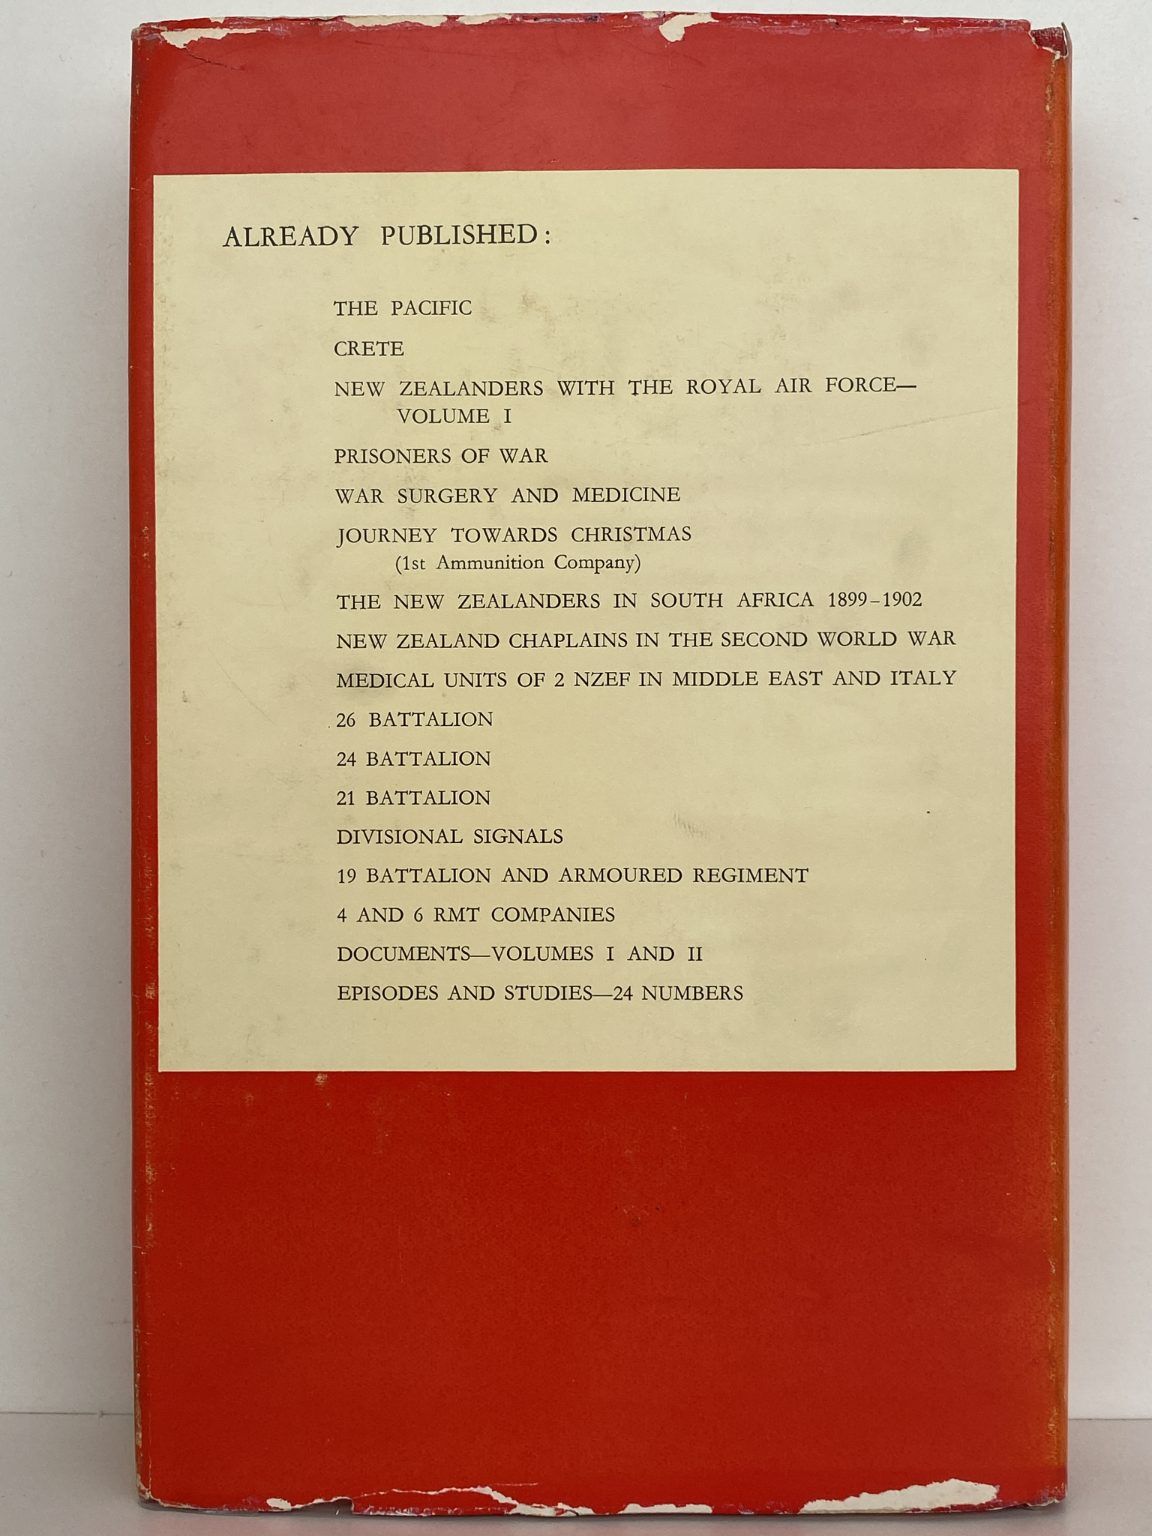 ALREADY PUBLISHED:
THE PACIFIC
CRETE
NEW ZEALANDERS WITH THE ROYAL AIR FORCE—
VOLUME I
PRISONERS OF WAR
WAR SURGERY AND MEDICINE
JOURNEY TOWARDS CHRISTMAS
(1st Ammunition Company)
THE NEW ZEALANDERS IN SOUTH AFRICA 1899–1902
NEW ZEALAND CHAPLAINS IN THE SECOND WORLD WAR
MEDICAL UNITS OF 2 NZEF IN MIDDLE EAST AND ITALY
26 BATTALION
24 BATTALION
21 BATTALION
DIVISIONAL SIGNALS
19 BATTALION AND ARMOURED REGIMENT
4 AND 6 RMT COMPANIES
DOCUMENTS—VOLUMES I AND II
EPISODES AND STUDIES—24 NUMBERS